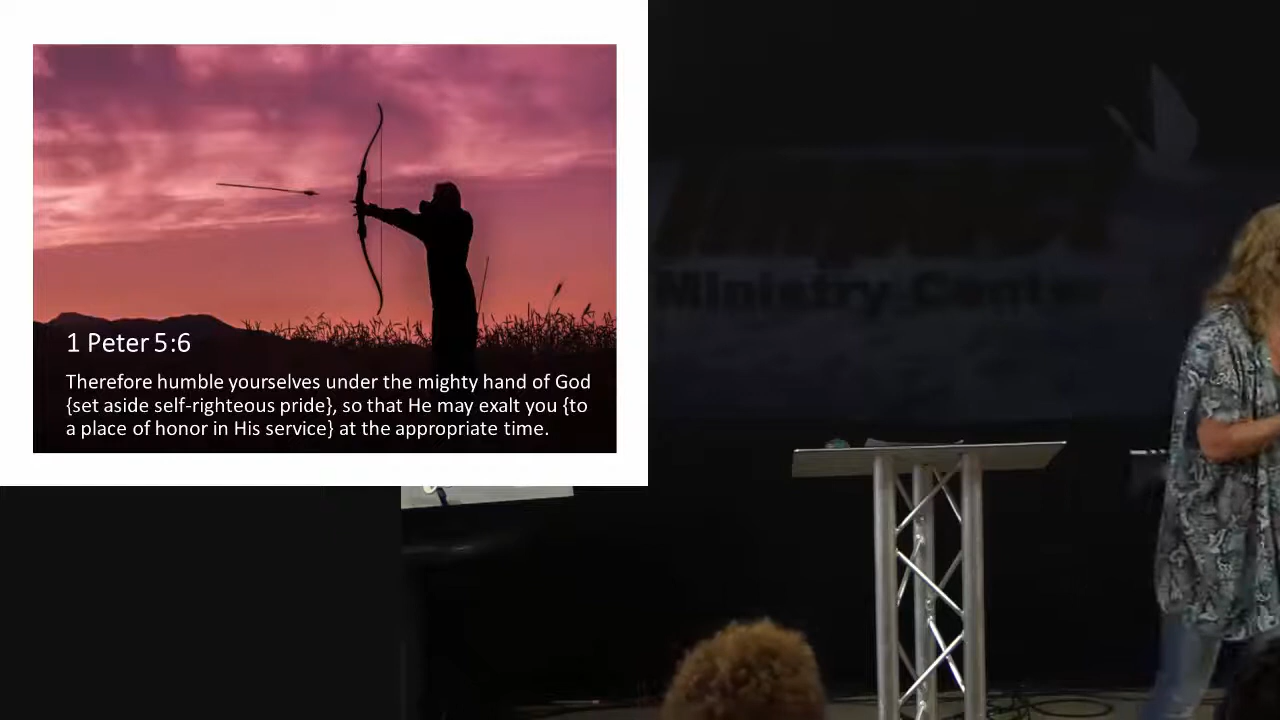 1 Peter 5:6
Therefore humble yourselves under the mighty hand of God
{set aside self-righteous pride}, so that He may exalt you {to
a place of honor in His service} at the appropriate time.
Ministry Center